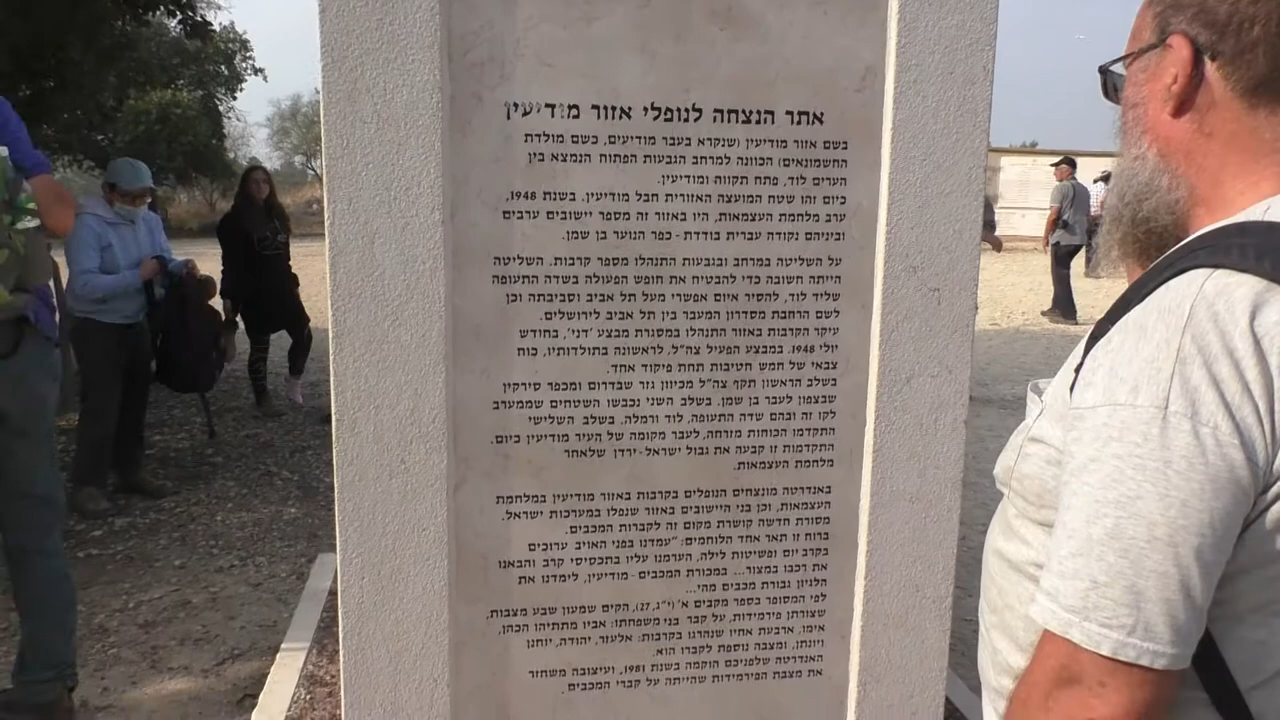 אתר הנצחה לנופלי אזור מודיעין
בשם אזור מודיעין (שנקרא בעבר מודיעים, כשם מולדת
החשמונאים) הכוונה למרחב הגבעות הפתוח הנמצא בין
הערים לוד, פתח תקווה ומודיעין.
כיום זהו שטח המועצה האזורית חבל מודיעין. בשנת 1948,
ערב מלחמת העצמאות, היו באזור זה מספר יישובים ערבים
וביניהם נקודה עברית בודדת - כפר הנוער בן שמן.
על השליטה במרחב ובגבעות התנהלו מספר קרבות. השליטה
הייתה חשובה כדי להבטיח את חופש הפעולה בשדה התעופה
שליד לוד, להסיר איום אפשרי מעל תל אביב וסביבתה וכן
לשם הרחבת מסדרון המעבר בין תל אביב לירושלים.
עיקר הקרבות באזור התנהלו במסגרת מבצע 'דני', בחודש
יולי 1948. במבצע הפעיל צה"ל, לראשונה בתולדותיו, כוח
צבאי של חמש חטיבות תחת פיקוד אחד.
בשלב הראשון תקף צה"ל מכיוון גזר שבדרום ומכפר סירקין
שבצפון לעבר בן שמן. בשלב השני נכבשו השטחים שממערב
לקו זה ובהם שדה התעופה, לוד ורמלה. בשלב השלישי
התקדמו הכוחות מזרחה, לעבר מקומה של העיר מודיעין כיום.
התקדמות זו קבעה את גבול ישראל-ירדן שלאחר
מלחמת העצמאות.
באנדרטה מונצחים הנופלים בקרבות באזור מודיעין במלחמת
העצמאות, וכן בני היישובים באזור שנפלו במערכות ישראל.
מסורת חדשה קושרת מקום זה לקברות המכבים.
ברוח זו תאר אחד הלוחמים: "עמדנו בפני האויב ערוכים
בקרב יום ופשיטות לילה, הערמנו עליו בתכסיסי קרב והבאנו
את רכבו במצור... במכורת המכבים - מודיעין, לימדנו את
הלגיון גבורת מכבים מהי...
לפי המסופר בספר מקבים א' (י"ג, 27), הקים שמעון שבע מצבות,
שצורתן פירמידות, על קבר בני משפחתו: אביו מתתיהו הכהן,
אימו, ארבעת אחיו שנהרגו בקרבות: אלעזר, יהודה, יוחנן
ויונתן, ומצבה נוספת לקברו הוא.
האנדרטה שלפניכם הוקמה בשנת 1981, ועיצובה משחזר
את מצבת הפירמידות שהייתה על קברי המכבים.